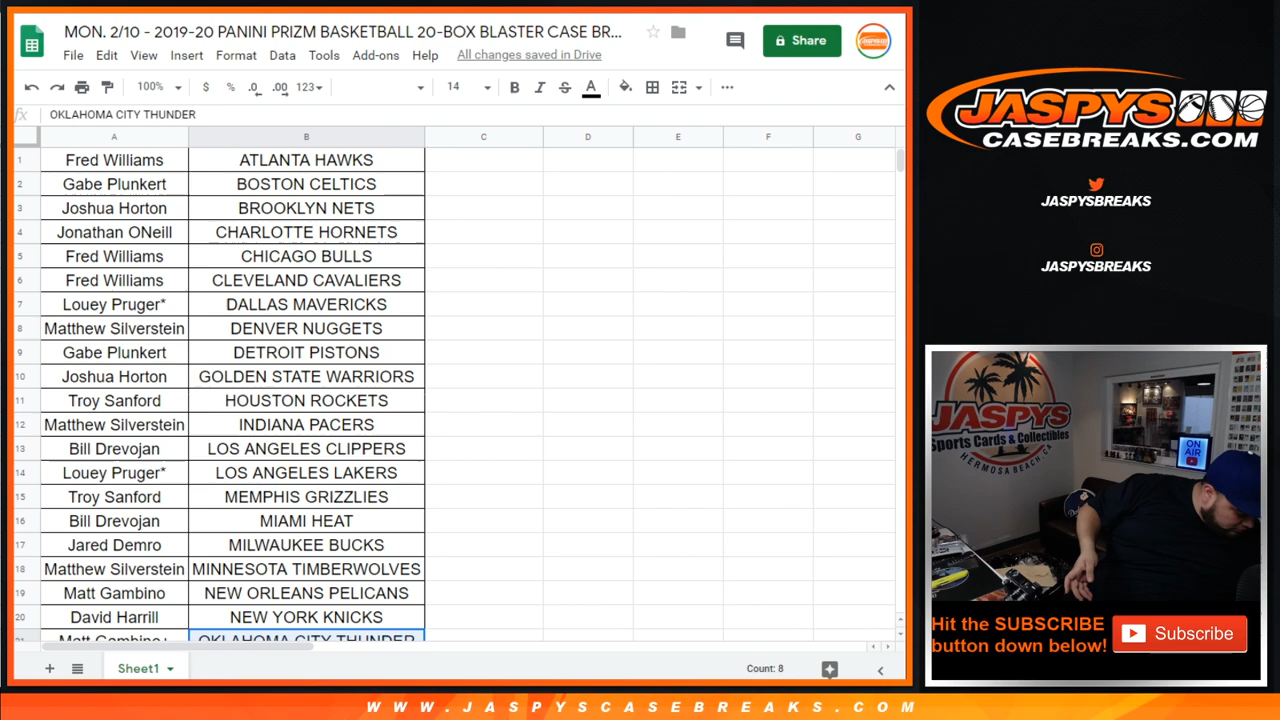 MON. 2/10 - 2019-20 PANINI PRIZM BASKETBALL 20-BOX BLASTER CASE BR...
File Edit View Insert Format Data Tools Add-ons Help All changes saved in Drive
Share
100% $ % .0 .00 123 14 B I S A
fx OKLAHOMA CITY THUNDER
A B C D E F G
1 Fred Williams ATLANTA HAWKS
2 Gabe Plunkert BOSTON CELTICS
3 Joshua Horton BROOKLYN NETS
4 Jonathan ONeill CHARLOTTE HORNETS
5 Fred Williams CHICAGO BULLS
6 Fred Williams CLEVELAND CAVALIERS
7 Louey Pruger* DALLAS MAVERICKS
8 Matthew Silverstein DENVER NUGGETS
9 Gabe Plunkert DETROIT PISTONS
10 Joshua Horton GOLDEN STATE WARRIORS
11 Troy Sanford HOUSTON ROCKETS
12 Matthew Silverstein INDIANA PACERS
13 Bill Drevojan LOS ANGELES CLIPPERS
14 Louey Pruger* LOS ANGELES LAKERS
15 Troy Sanford MEMPHIS GRIZZLIES
16 Bill Drevojan MIAMI HEAT
17 Jared Demro MILWAUKEE BUCKS
18 Matthew Silverstein MINNESOTA TIMBERWOLVES
19 Matt Gambino NEW ORLEANS PELICANS
20 David Harrill NEW YORK KNICKS
21 Matt Gambino+ OKLAHOMA CITY THUNDER
Sheet1
Count: 8
JASPYS
CASEBREAKS.COM
JASPYSBREAKS
JASPYSBREAKS
JASPYS
Sports Cards & Collectibles
HERMOSA BEACH, CA
ON
AIR
Hit the SUBSCRIBE
button down below!
Subscribe
WWW.JASPYSCASEBREAKS.COM